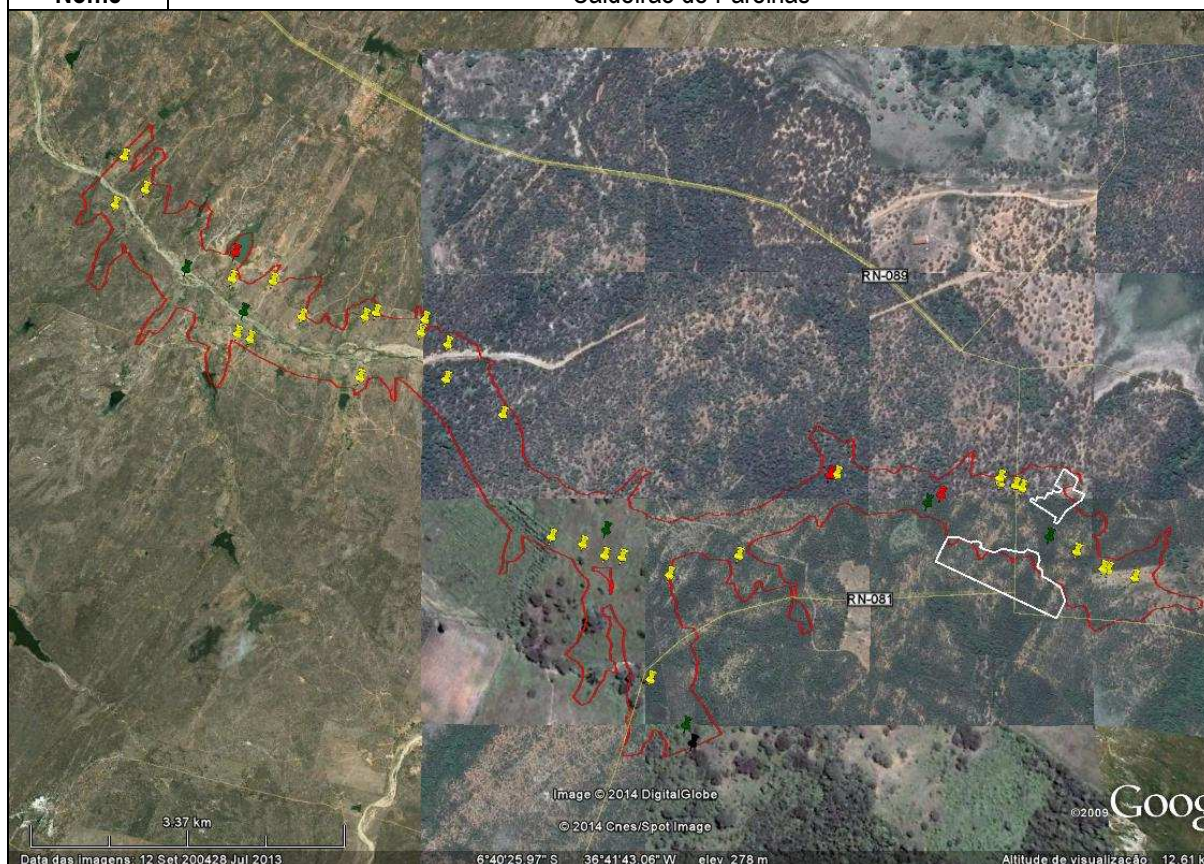 Nome
Caldeirão de Parelhas
RN-089
RN-081
3.37 km
Image © 2014 DigitalGlobe
© 2014 Cnes/Spot Image
©2009
Goog
Data das imagens: 12 Set 200428 Jul 2013
6°40'25.97" S
36°41'43.06" W
elev 278 m
Altitude de visualização